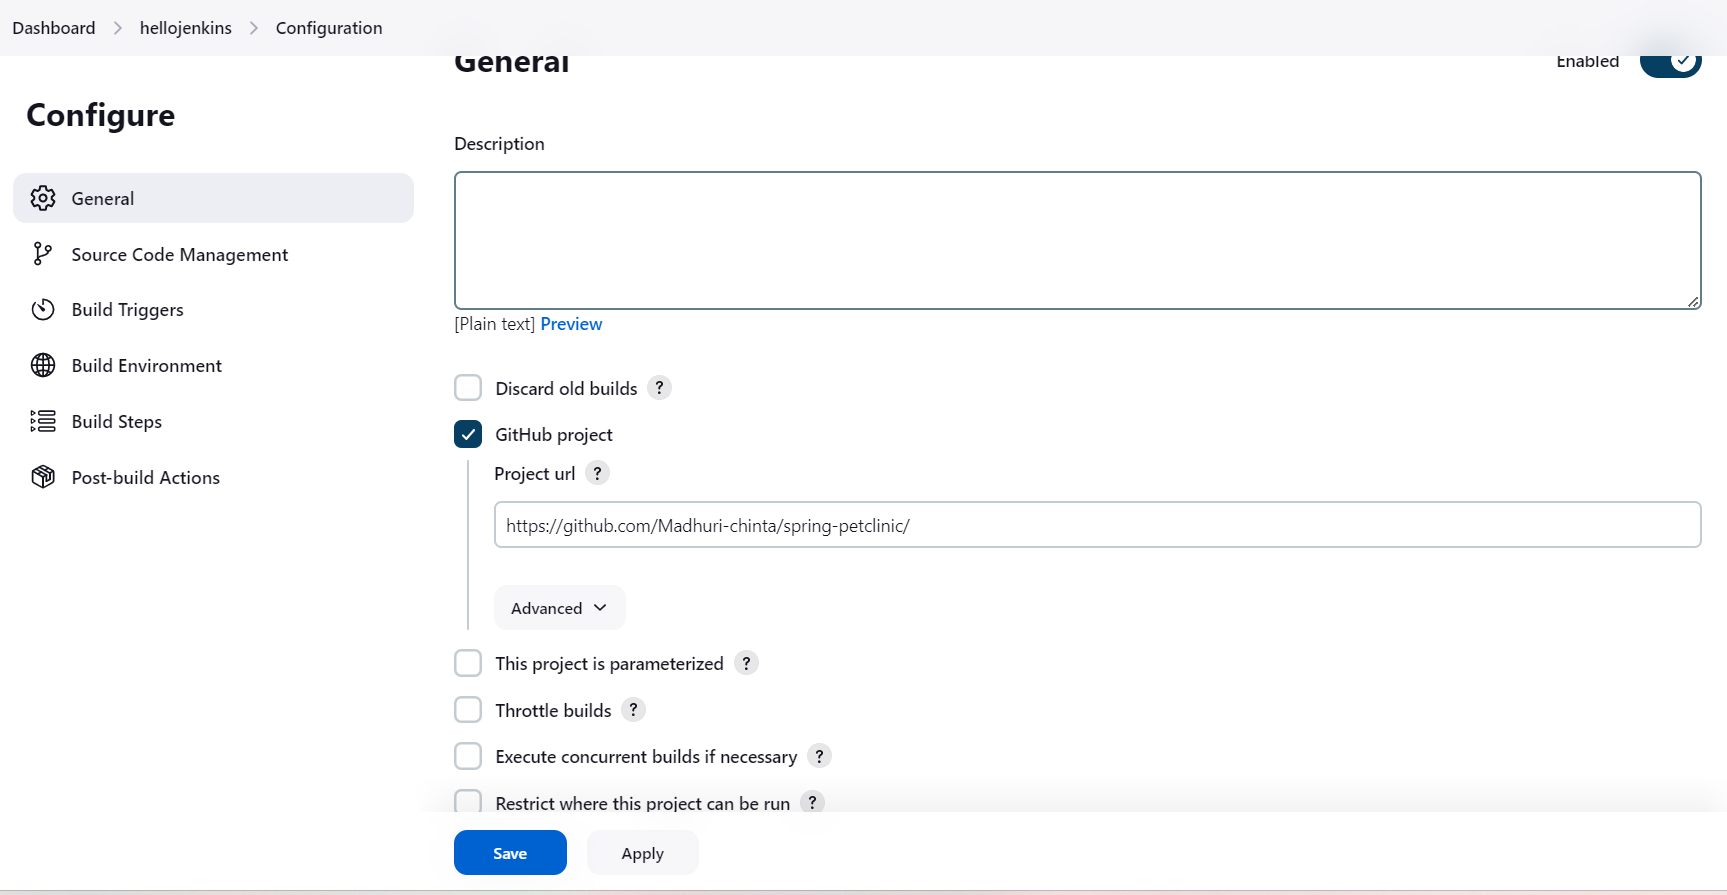 Dashboard > hellojenkins > Configuration
General
Enabled
Configure
General
Source Code Management
Build Triggers
Build Environment
Build Steps
Post-build Actions
Description
[Plain text] Preview
Discard old builds ?
GitHub project
Project url ?
https://github.com/Madhuri-chinta/spring-petclinic/
Advanced
This project is parameterized ?
Throttle builds ?
Execute concurrent builds if necessary ?
Restrict where this project can be run ?
Save Apply